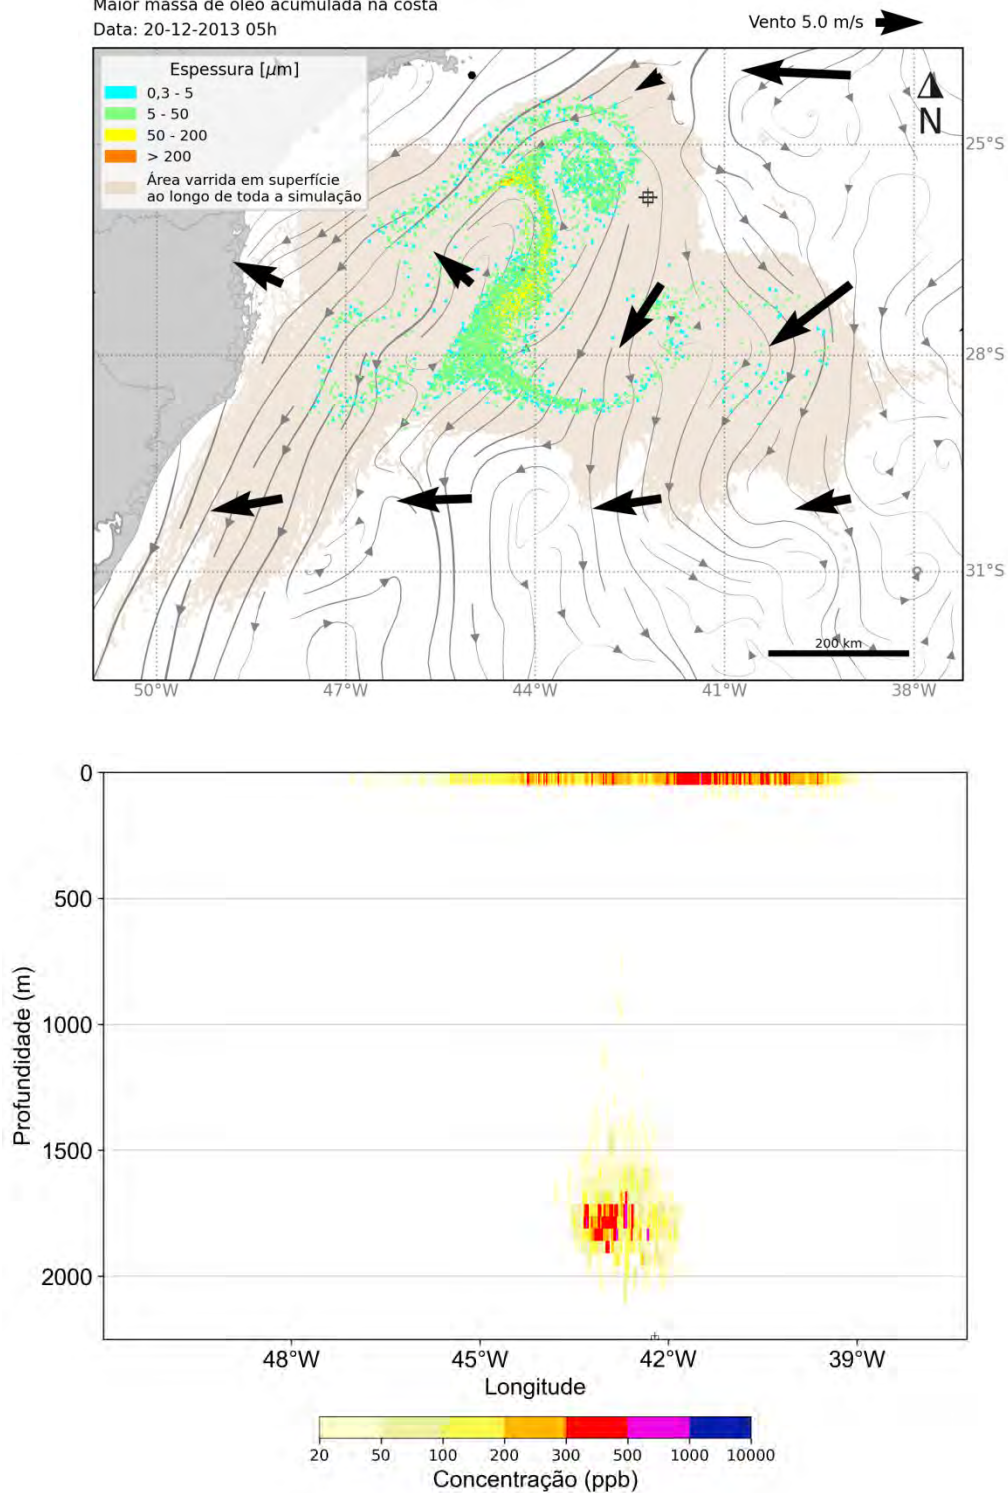 Maior massa de óleo acumulada na costa
Data: 20-12-2013 05h
Vento 5.0 m/s
Espessura [μm]
0,3 - 5
5 - 50
50 - 200
> 200
Área varrida em superfície
ao longo de toda a simulação
N
25°S
28°S
31°S
200 km
50°W 47°W 44°W 41°W 38°W
0
500
1000
1500
2000
Profundidade (m)
48°W 45°W 42°W 39°W
Longitude
20 50 100 200 300 500 1000 10000
Concentração (ppb)